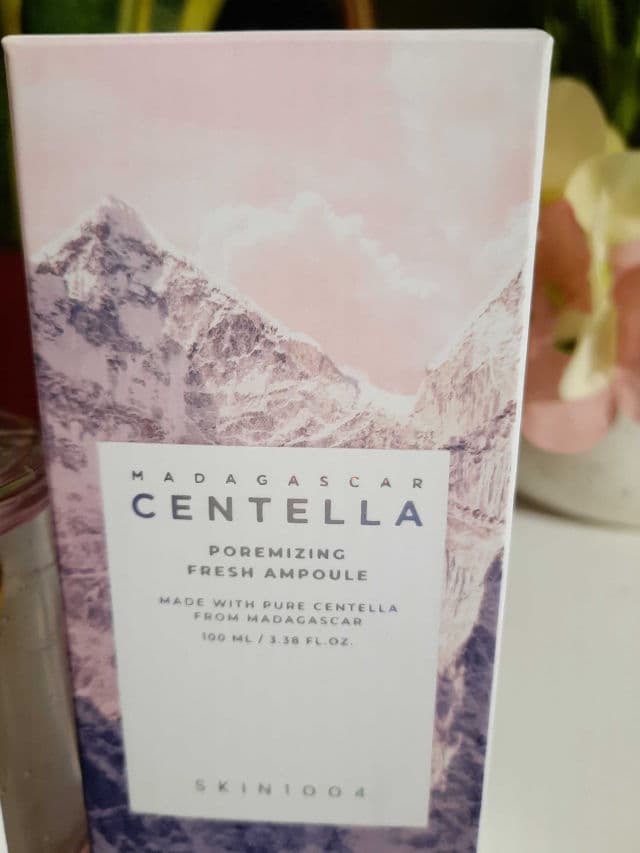 MADAGASCAR
CENTELLA
POREMIZING
FRESH AMPOULE
MADE WITH PURE CENTELLA
FROM MADAGASCAR
100 ML / 3.38 FL.OZ.
SKIN1004